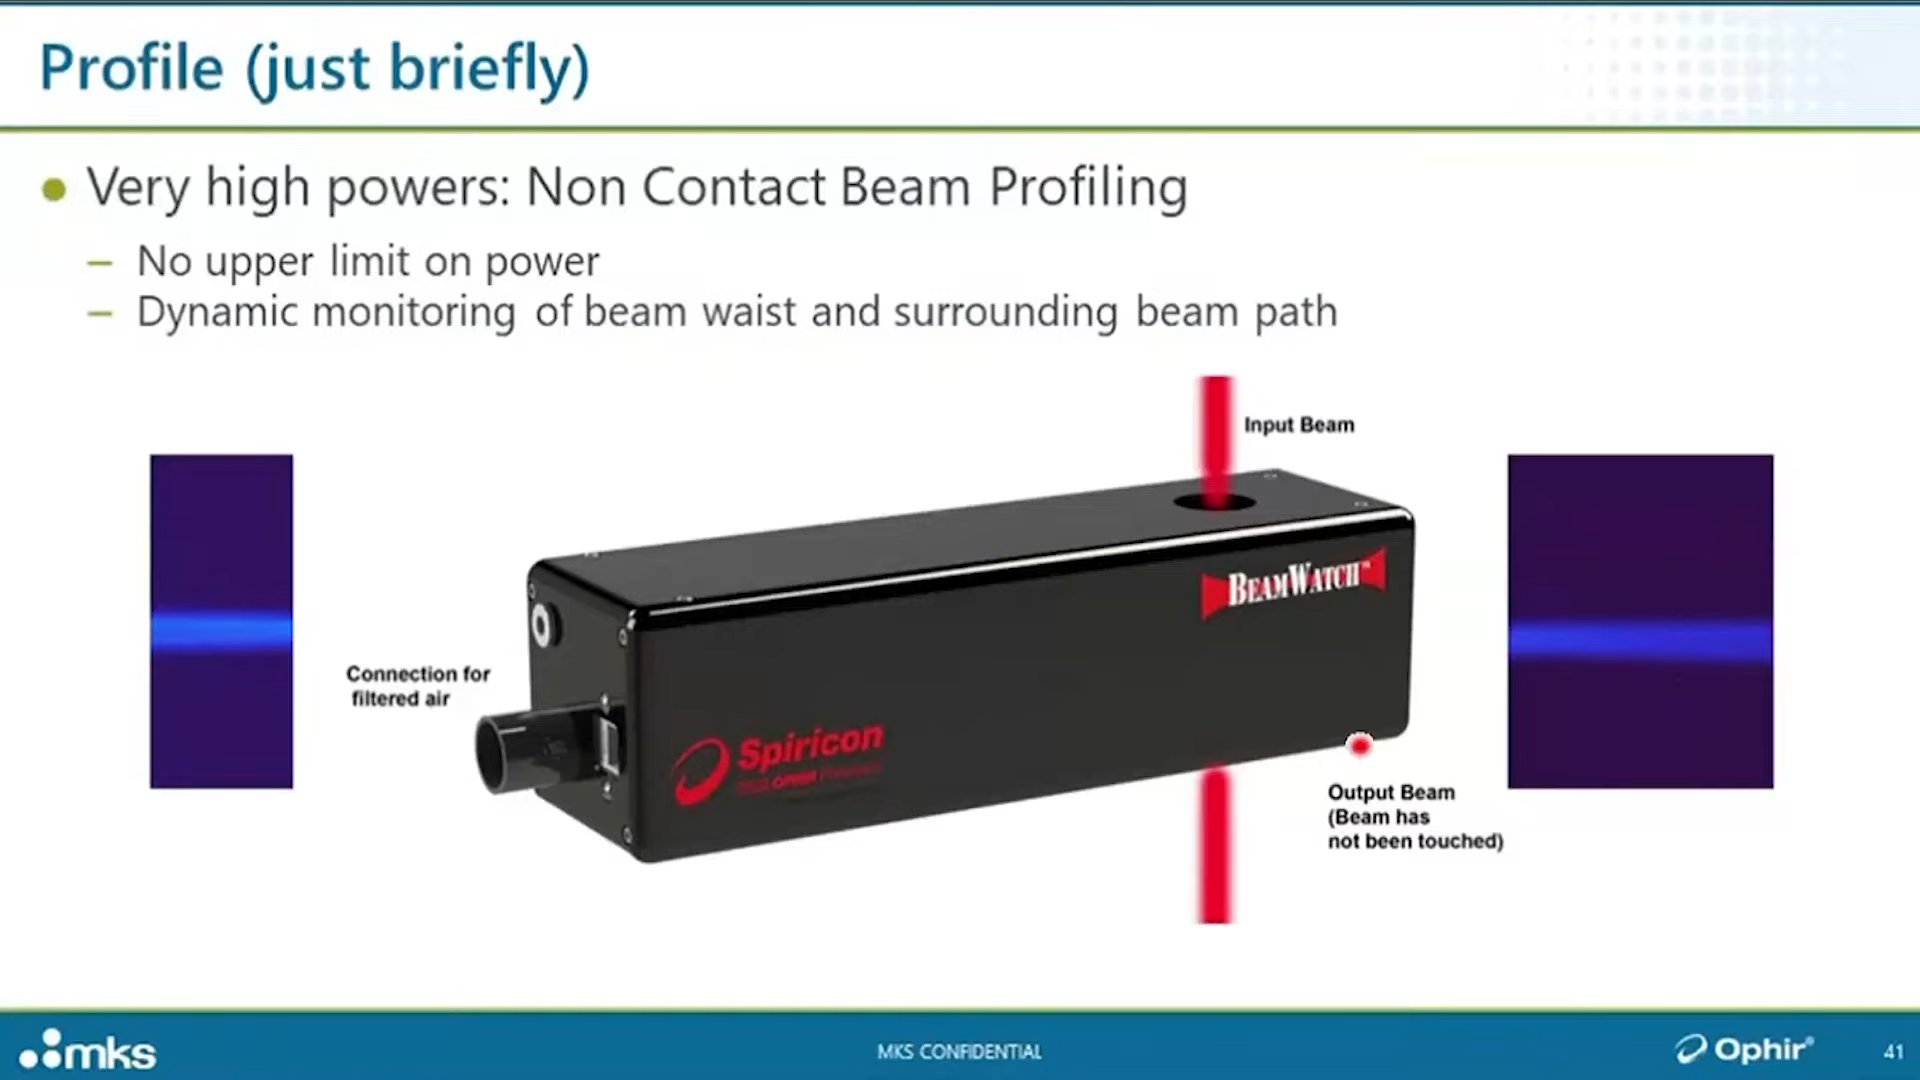 Profile (just briefly)
Very high powers: Non Contact Beam Profiling
– No upper limit on power
– Dynamic monitoring of beam waist and surrounding beam path
Input Beam
BEAMWATCH™
Connection for
filtered air
Spiricon
Output Beam
(Beam has
not been touched)
mks
MKS CONFIDENTIAL
Ophir®
41